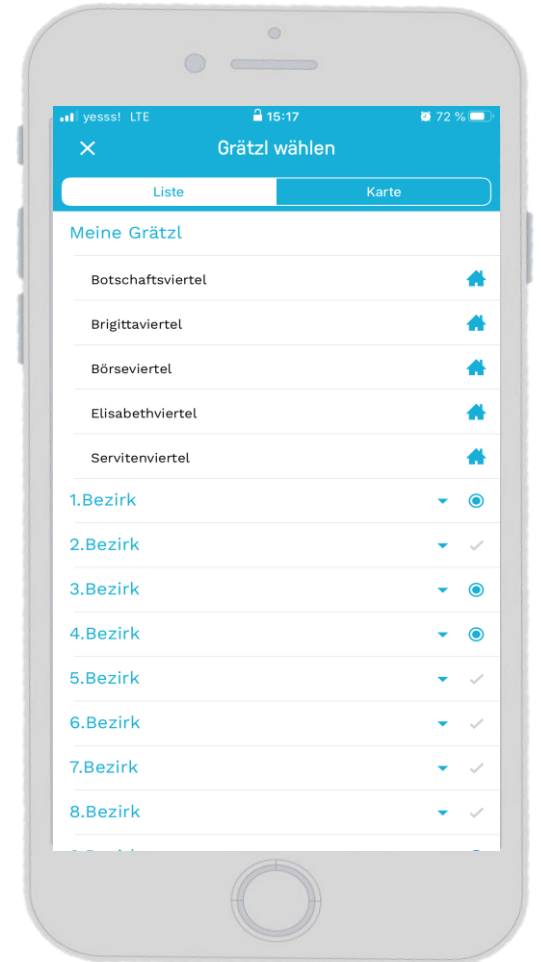 yesss! LTE 15:17 72 %
Grätzl wählen
Liste Karte
Meine Grätzl
Botschaftsviertel
Brigittaviertel
Börseviertel
Elisabethviertel
Servitenviertel
1.Bezirk
2.Bezirk
3.Bezirk
4.Bezirk
5.Bezirk
6.Bezirk
7.Bezirk
8.Bezirk